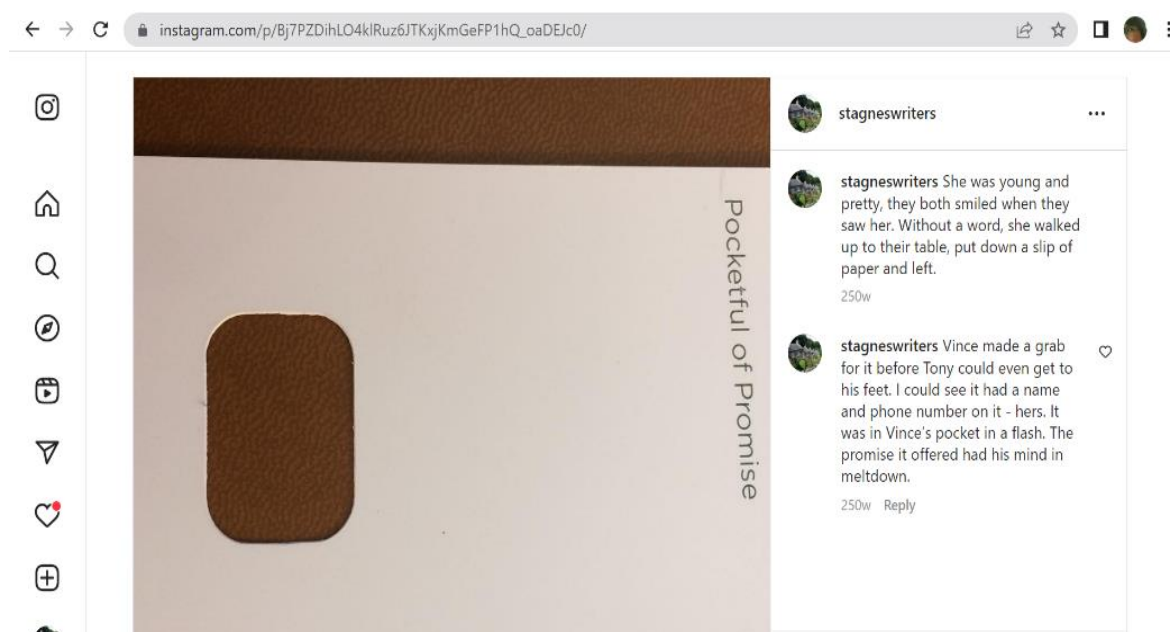 instagram.com/p/Bj7PZDihLO4klRuz6JTKxjKmGeFP1hQ_oaDEJc0/
Pocketful of Promise
stagneswriters
stagneswriters She was young and
pretty, they both smiled when they
saw her. Without a word, she walked
up to their table, put down a slip of
paper and left.
250w
stagneswriters Vince made a grab
for it before Tony could even get to
his feet. I could see it had a name
and phone number on it - hers. It
was in Vince's pocket in a flash. The
promise it offered had his mind in
meltdown.
250w Reply